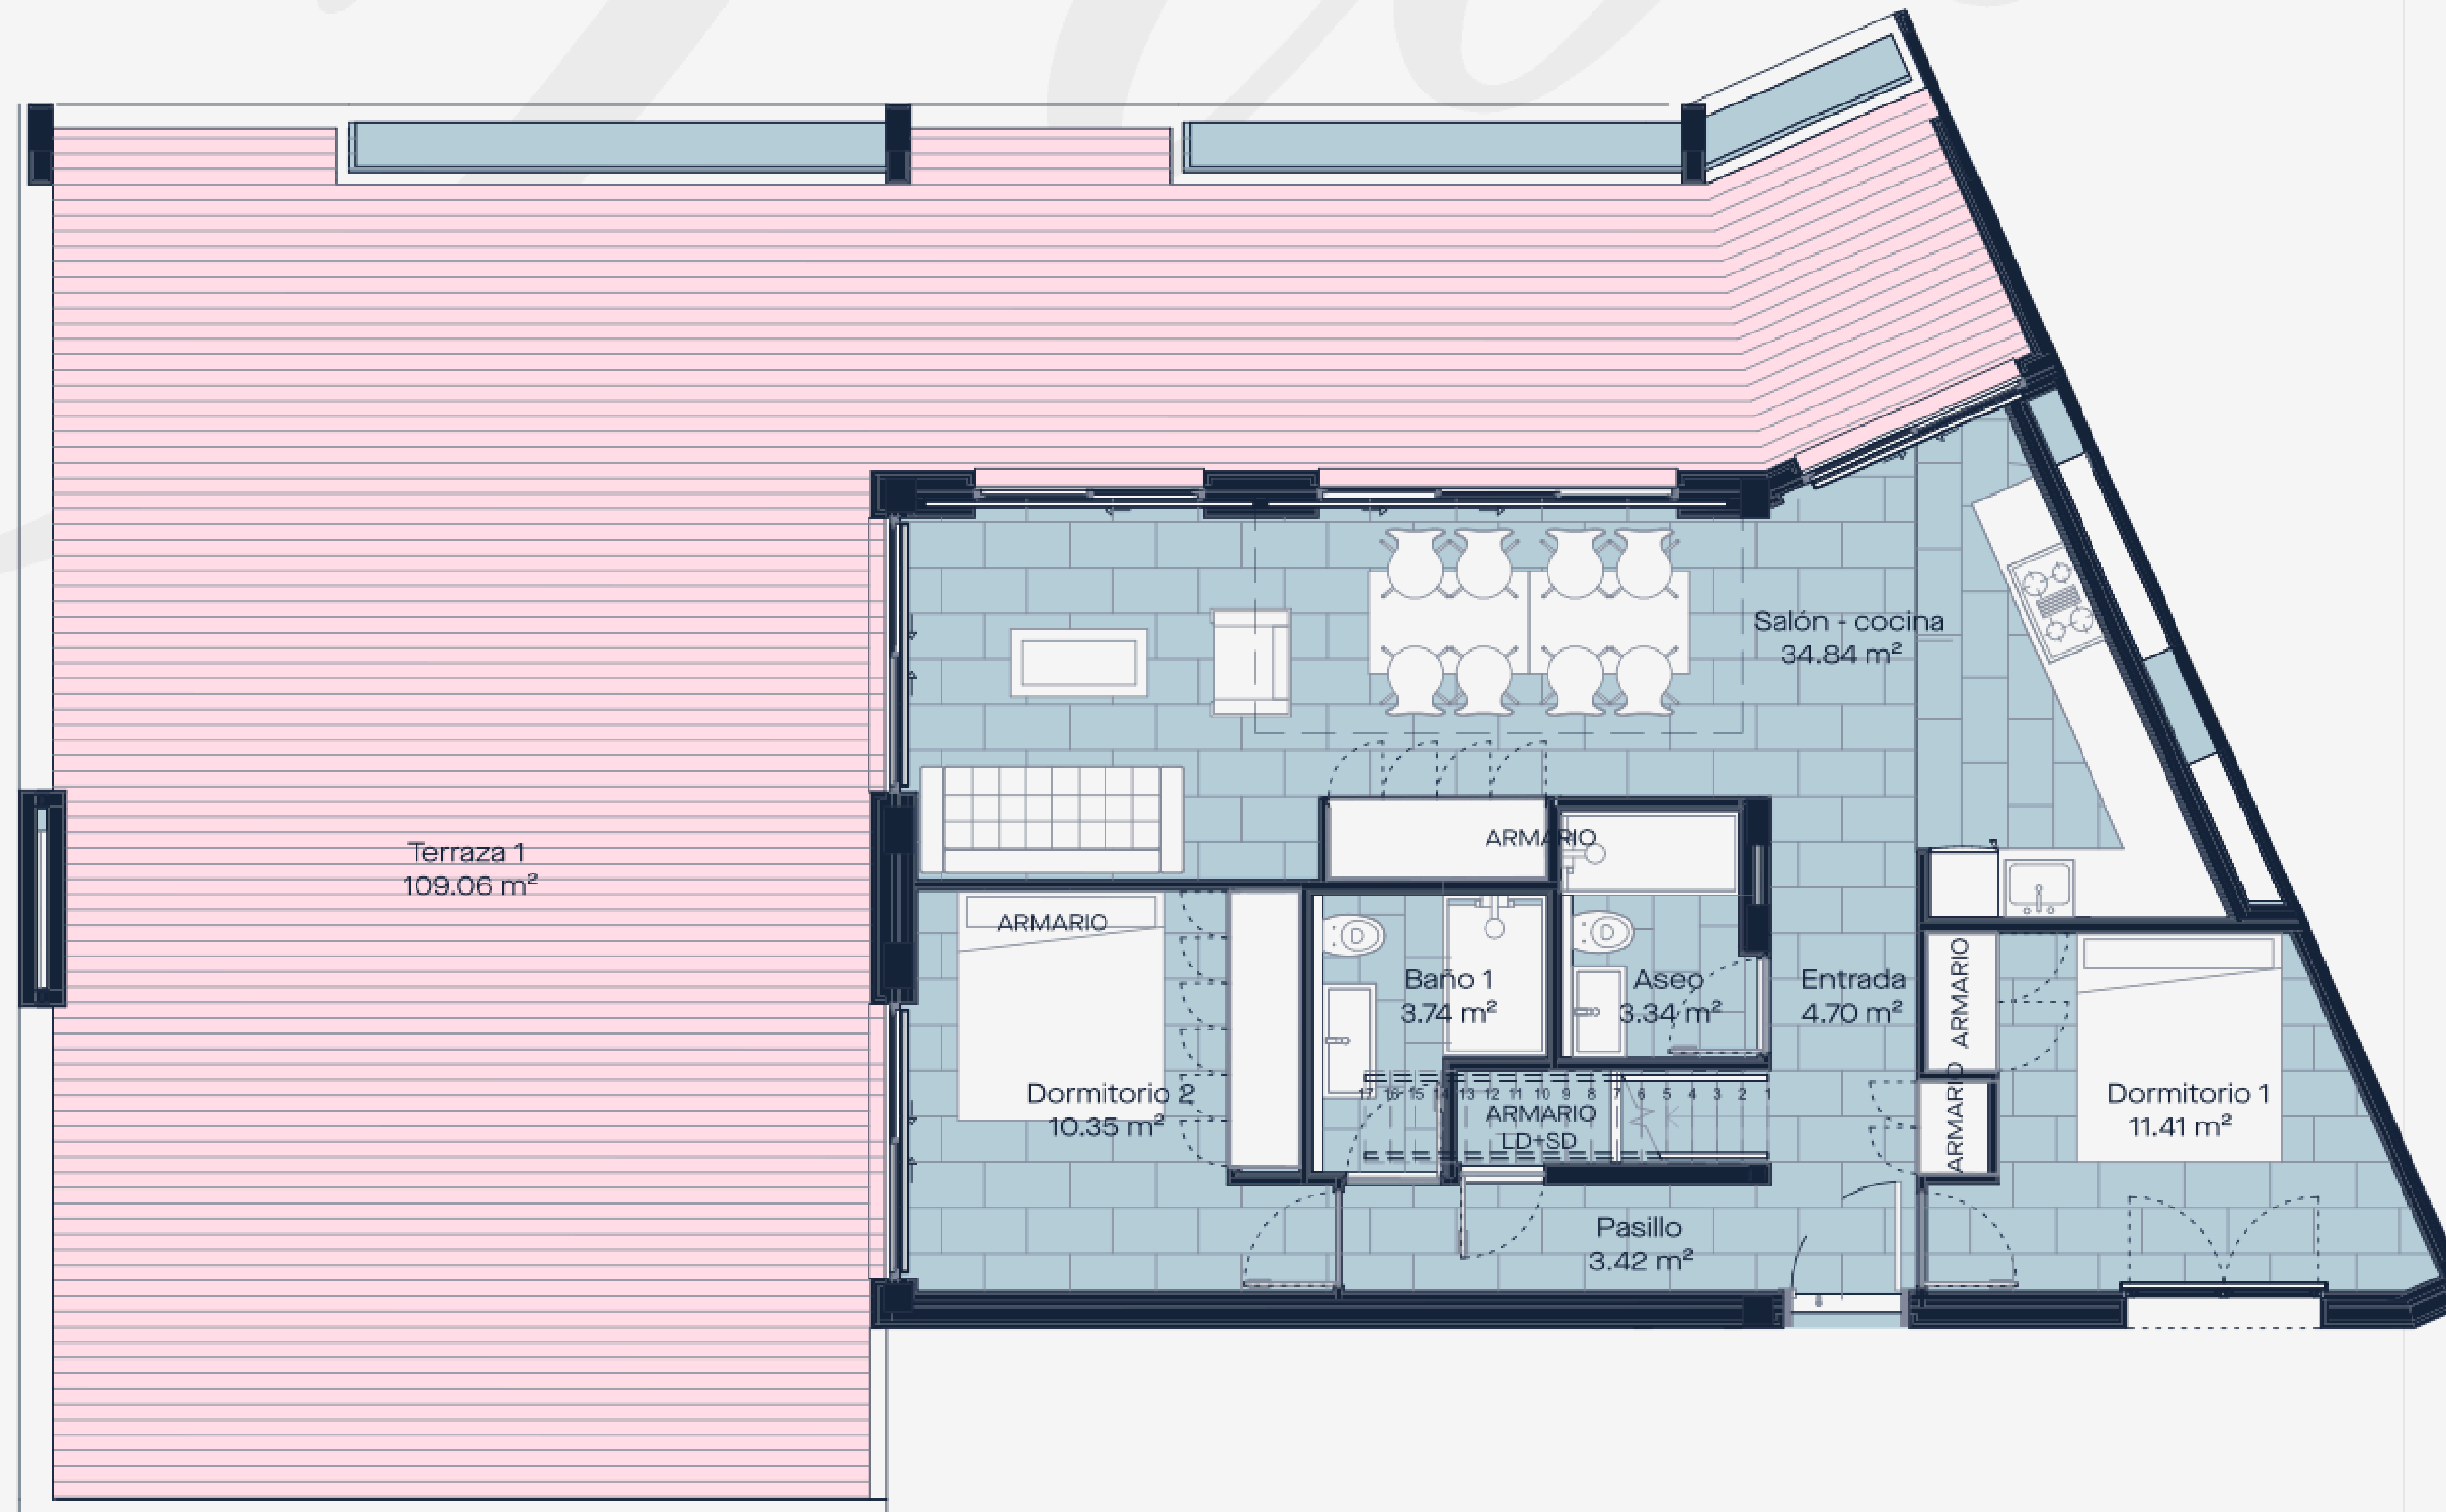 Salón - cocina
34.84 m²
Terraza 1
109.06 m²
ARMARIO
ARMARIO
Baño 1
3.74 m²
Aseo
3.34 m²
Entrada
4.70 m²
ARMARIO
ARMARIO
Dormitorio 2
10.35 m²
17 16 15 14 13 12 11 10 9 8 7 6 5 4 3 2 1
ARMARIO
LD+SD
Dormitorio 1
11.41 m²
Pasillo
3.42 m²